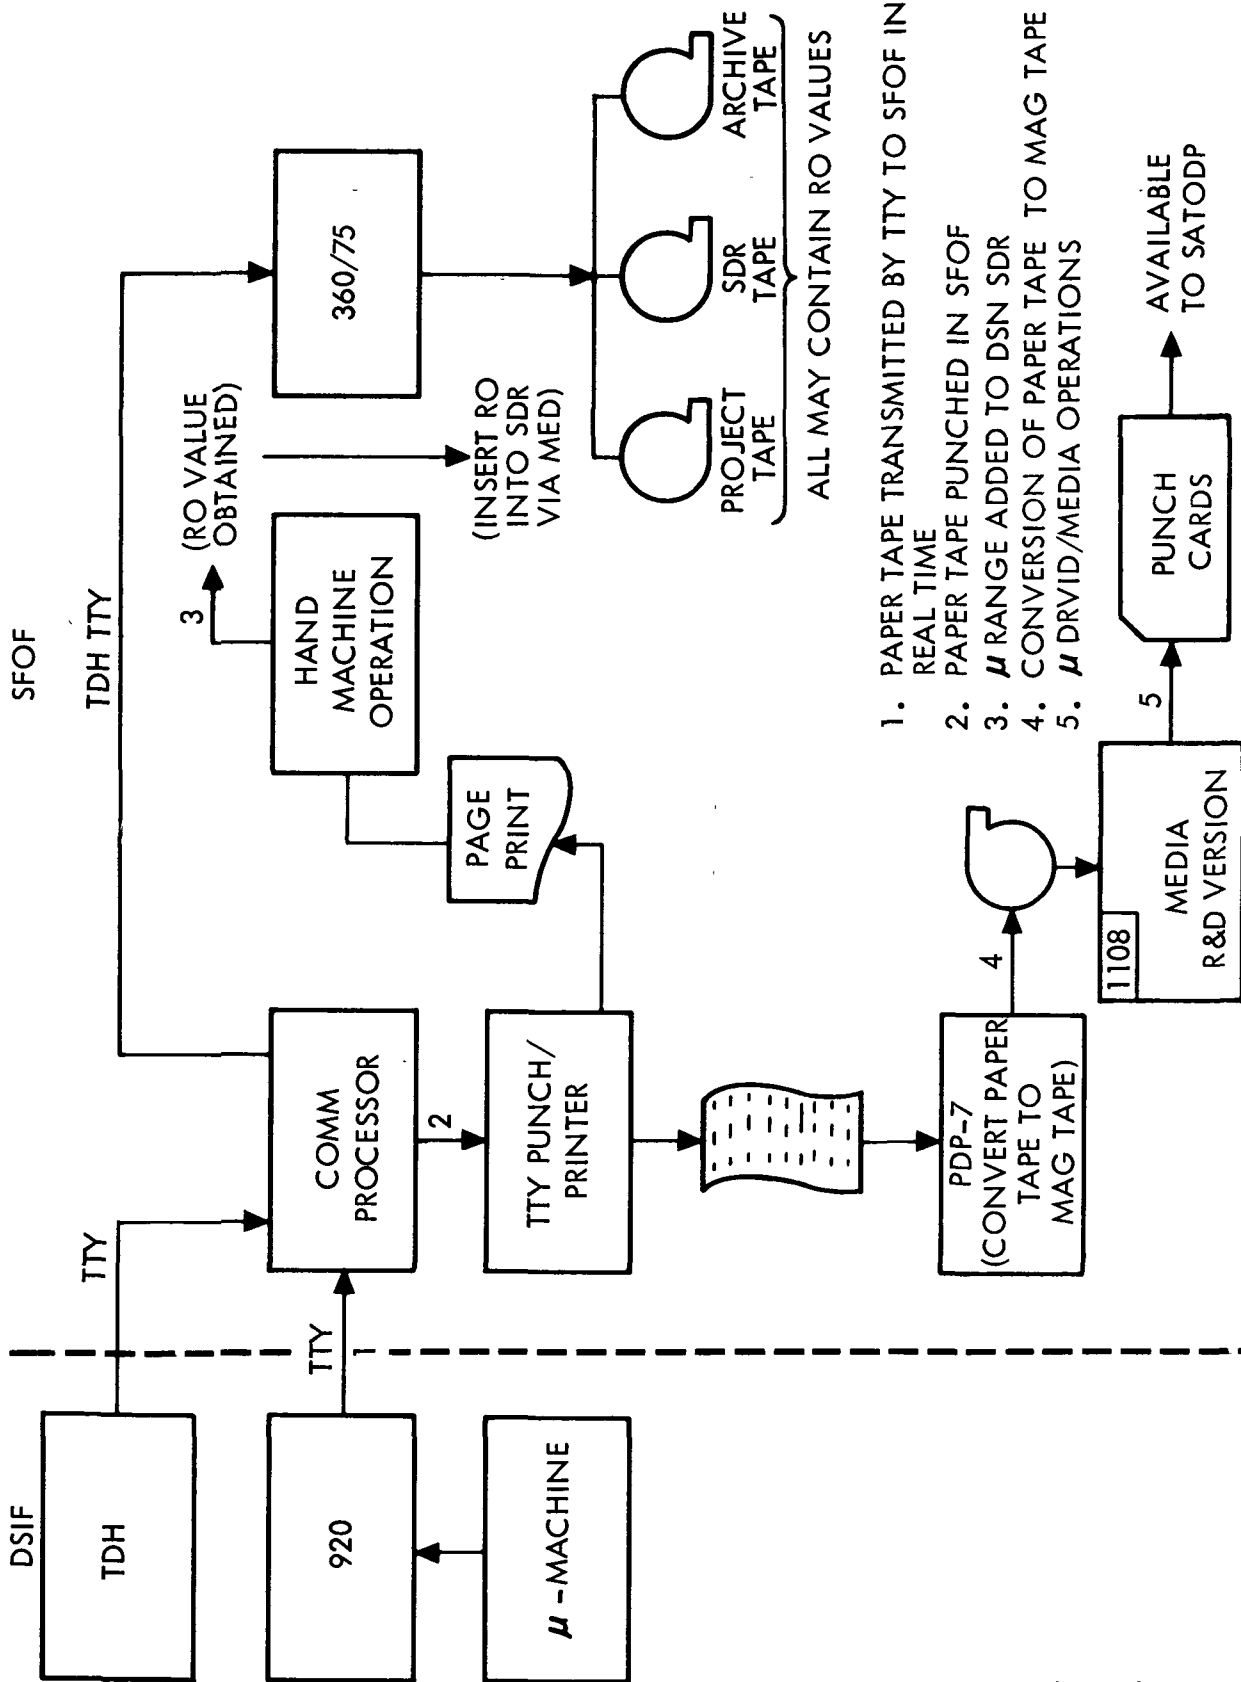 DSIF
SFOF
TDH
TTY
TDH TTY
920
TTY
μ-MACHINE
COMM
PROCESSOR
2
TTY PUNCH/
PRINTER
PAGE
PRINT
HAND
MACHINE
OPERATION
3
(RO VALUE
OBTAINED)
(INSERT RO
INTO SDR
VIA MED)
360/75
PROJECT
TAPE
SDR
TAPE
ARCHIVE
TAPE
ALL MAY CONTAIN RO VALUES
PDP-7
(CONVERT PAPER
TAPE TO
MAG TAPE)
4
1108
MEDIA
R&D VERSION
5
PUNCH
CARDS
AVAILABLE
TO SATODP
1. PAPER TAPE TRANSMITTED BY TTY TO SFOF IN
REAL TIME
2. PAPER TAPE PUNCHED IN SFOF
3. μ RANGE ADDED TO DSN SDR
4. CONVERSION OF PAPER TAPE TO MAG TAPE
5. μ DRVID/MEDIA OPERATIONS